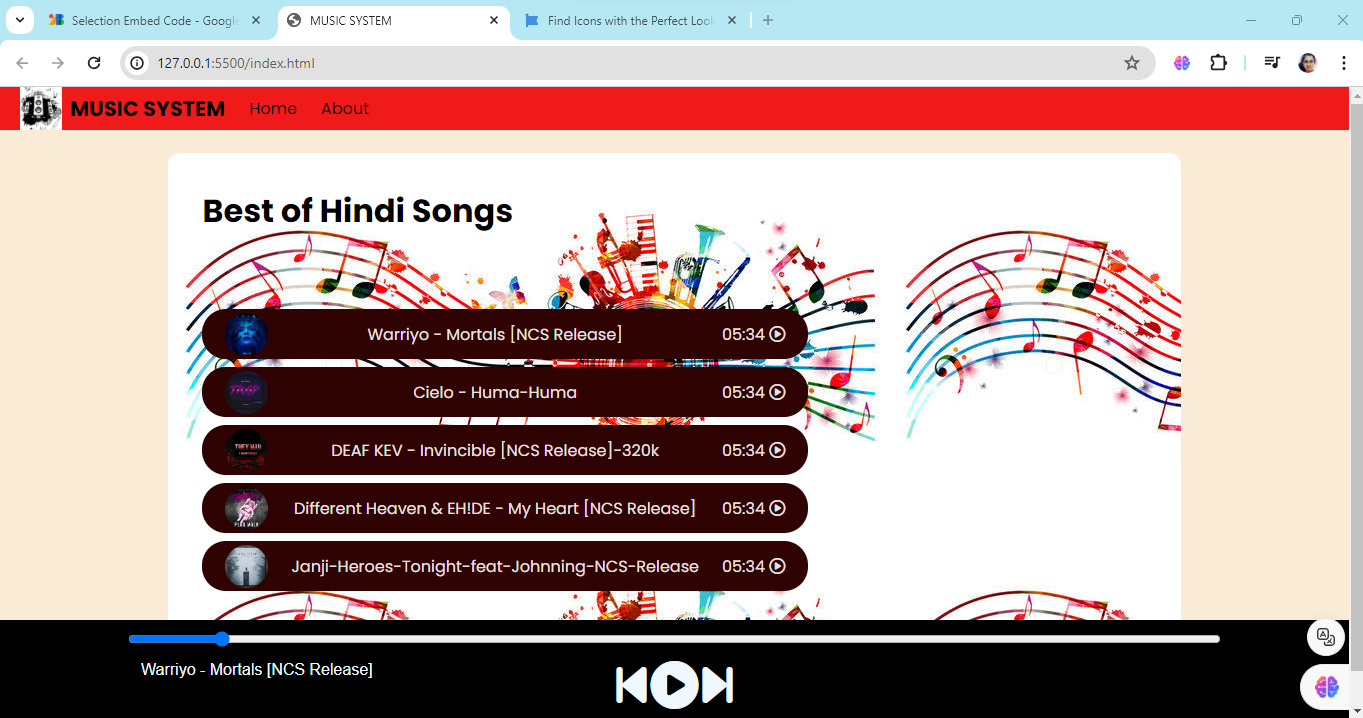 Selection Embed Code - Google
MUSIC SYSTEM
Find Icons with the Perfect Look
127.0.0.1:5500/index.html
MUSIC SYSTEM Home About
Best of Hindi Songs
Warriyo - Mortals [NCS Release] 05:34
Cielo - Huma-Huma 05:34
DEAF KEV - Invincible [NCS Release]-320k 05:34
Different Heaven & EH!DE - My Heart [NCS Release] 05:34
Janji-Heroes-Tonight-feat-Johnning-NCS-Release 05:34
Warriyo - Mortals [NCS Release]